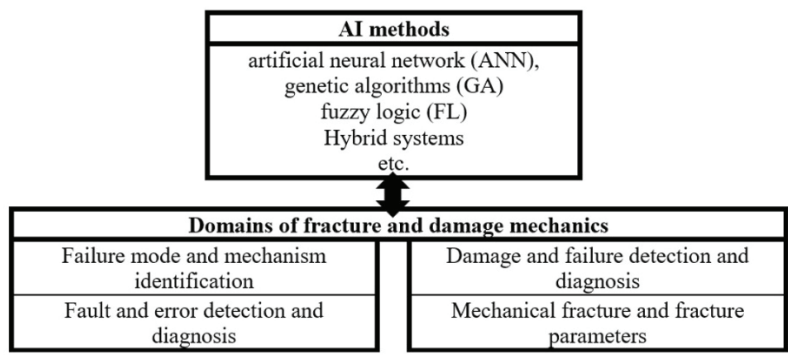 AI methods
artificial neural network (ANN),
genetic algorithms (GA)
fuzzy logic (FL)
Hybrid systems
etc.
Domains of fracture and damage mechanics
Failure mode and mechanism
identification
Damage and failure detection and
diagnosis
Fault and error detection and
diagnosis
Mechanical fracture and fracture
parameters